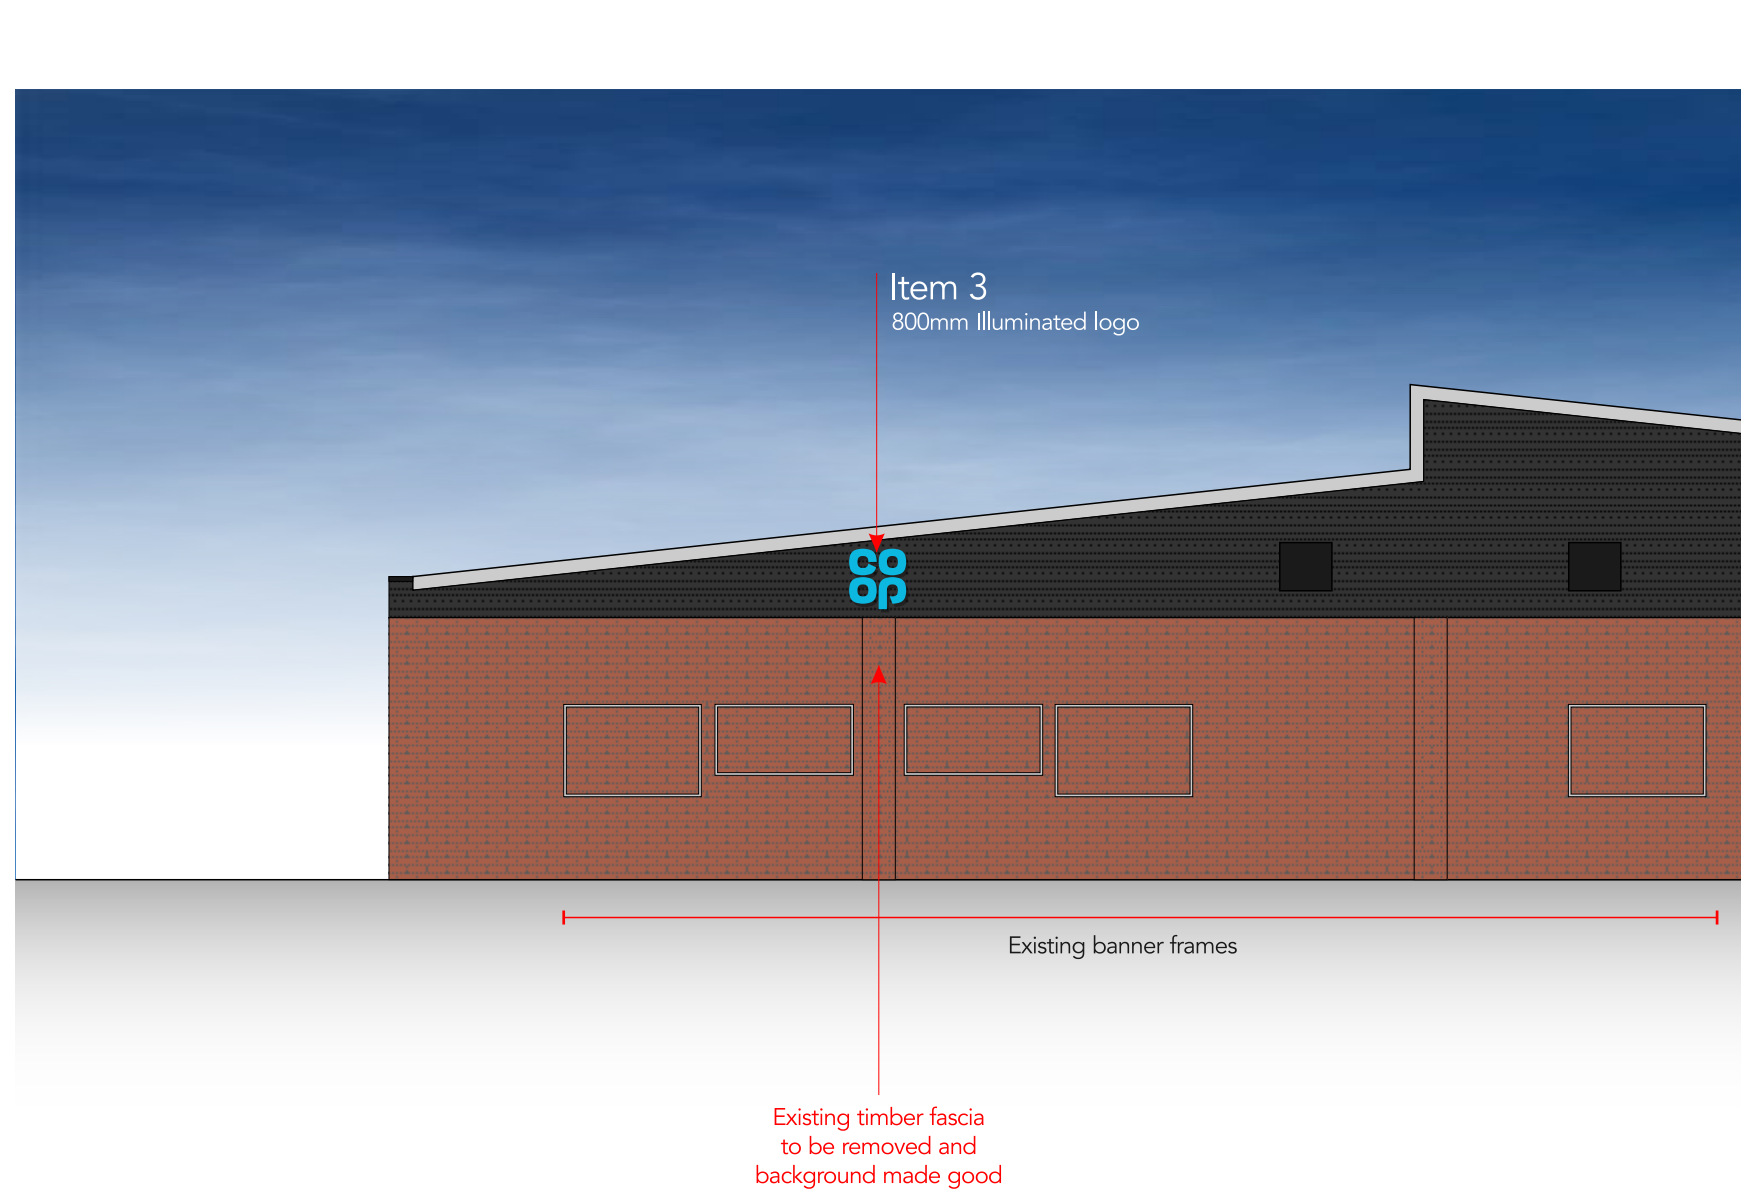 Item 3
800mm Illuminated logo
co
op
Existing banner frames
Existing timber fascia
to be removed and
background made good